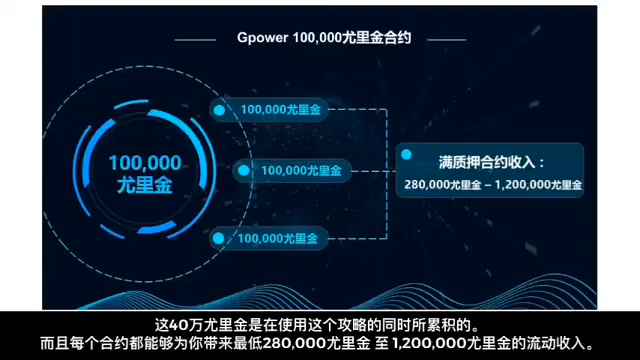 Gpower 100,000尤里金合约
100,000尤里金
100,000
尤里金
100,000尤里金
100,000尤里金
满质押合约收入：
280,000尤里金 – 1,200,000尤里金
这40万尤里金是在使用这个攻略的同时所累积的。
而且每个合约都能够为你带来最低280,000尤里金 至 1,200,000尤里金的流动收入。